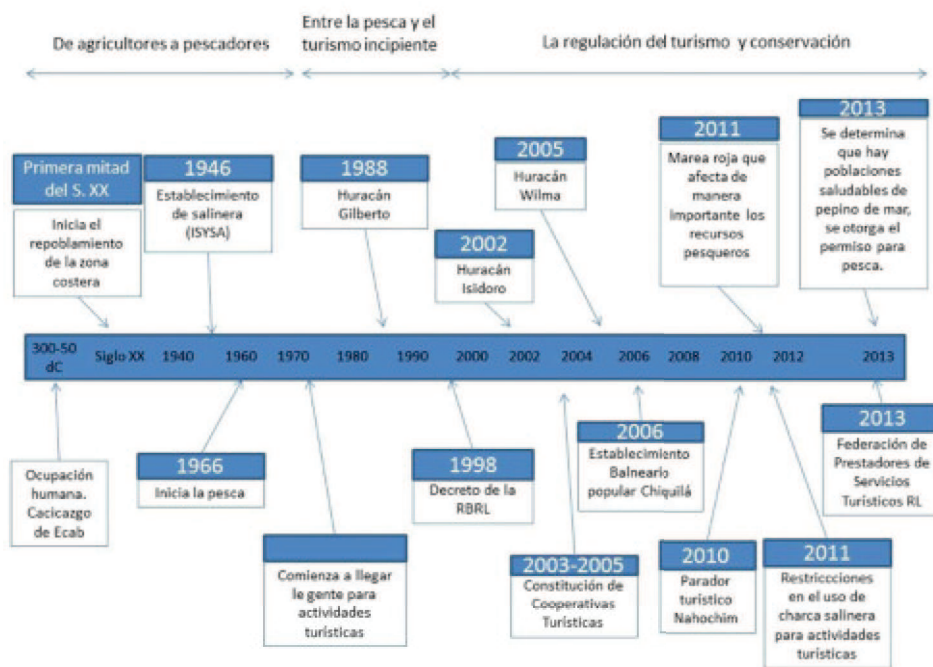 De agricultores a pescadores
Entre la pesca y el
turismo incipiente
La regulación del turismo y conservación
Primera mitad
del S. XX
Inicia el
repoblamiento
de la zona
costera
1946
Establecimiento
de salinera
(ISYSA)
1988
Huracán
Gilberto
2002
Huracán
Isidoro
2005
Huracán
Wilma
2011
Marea roja que
afecta de
manera
importante los
recursos
pesqueros
2013
Se determina
que hay
poblaciones
saludables de
pepino de mar,
se otorga el
permiso para
pesca.
300-50
dC
Siglo XX
1940
1960
1970
1980
1990
2000
2002
2004
2006
2008
2010
2012
2013
Ocupación
humana.
Cacicazgo
de Ecab
1966
Inicia la pesca
Comienza a llegar
le gente para
actividades
turísticas
1998
Decreto de la
RBRL
2003-2005
Constitución de
Cooperativas
Turísticas
2006
Establecimiento
Balneario
popular Chiquilá
2010
Parador
turístico
Nahochim
2011
Restriccciones
en el uso de
charca salinera
para actividades
turísticas
2013
Federación de
Prestadores de
Servicios
Turísticos RL